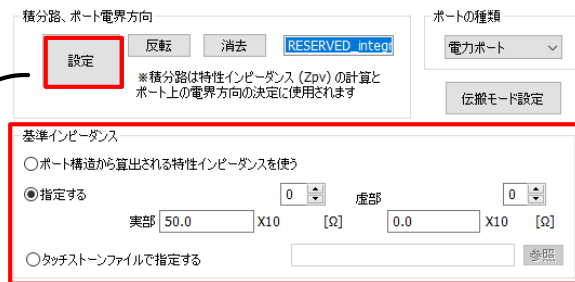 積分路、ポート電界方向
設定
反転
消去
RESERVED_integr
※積分路は特性インピーダンス (Zpv) の計算と
ポート上の電界方向の決定に使用されます
ポートの種類
電力ポート
伝搬モード設定
基準インピーダンス
ポート構造から算出される特性インピーダンスを使う
指定する
0
虚部
0
実部 50.0 X10 [Ω] 0.0 X10 [Ω]
タッチストーンファイルで指定する
参照